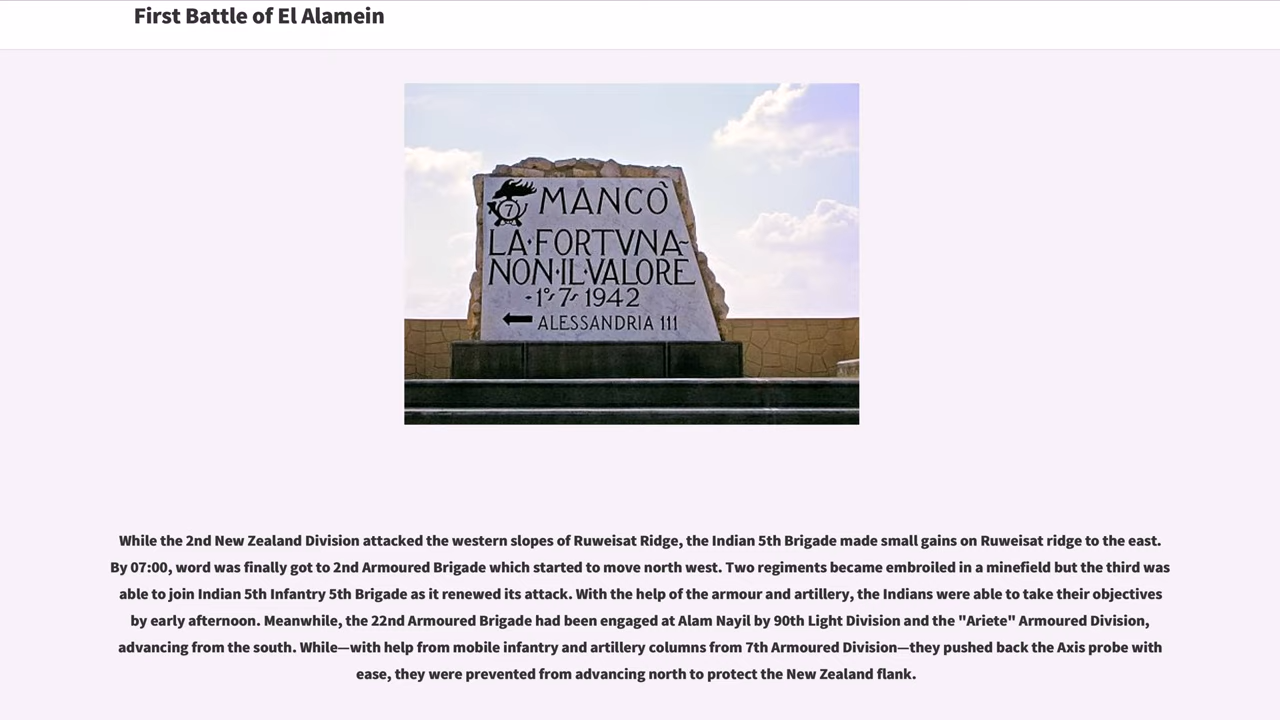 First Battle of El Alamein
7
MANCÒ
LA·FORTVNA~
NON·IL·VALORE
-1°·7·1942
ALESSANDRIA 111
While the 2nd New Zealand Division attacked the western slopes of Ruweisat Ridge, the Indian 5th Brigade made small gains on Ruweisat ridge to the east.
By 07:00, word was finally got to 2nd Armoured Brigade which started to move north west. Two regiments became embroiled in a minefield but the third was
able to join Indian 5th Infantry 5th Brigade as it renewed its attack. With the help of the armour and artillery, the Indians were able to take their objectives
by early afternoon. Meanwhile, the 22nd Armoured Brigade had been engaged at Alam Nayil by 90th Light Division and the "Ariete" Armoured Division,
advancing from the south. While—with help from mobile infantry and artillery columns from 7th Armoured Division—they pushed back the Axis probe with
ease, they were prevented from advancing north to protect the New Zealand flank.